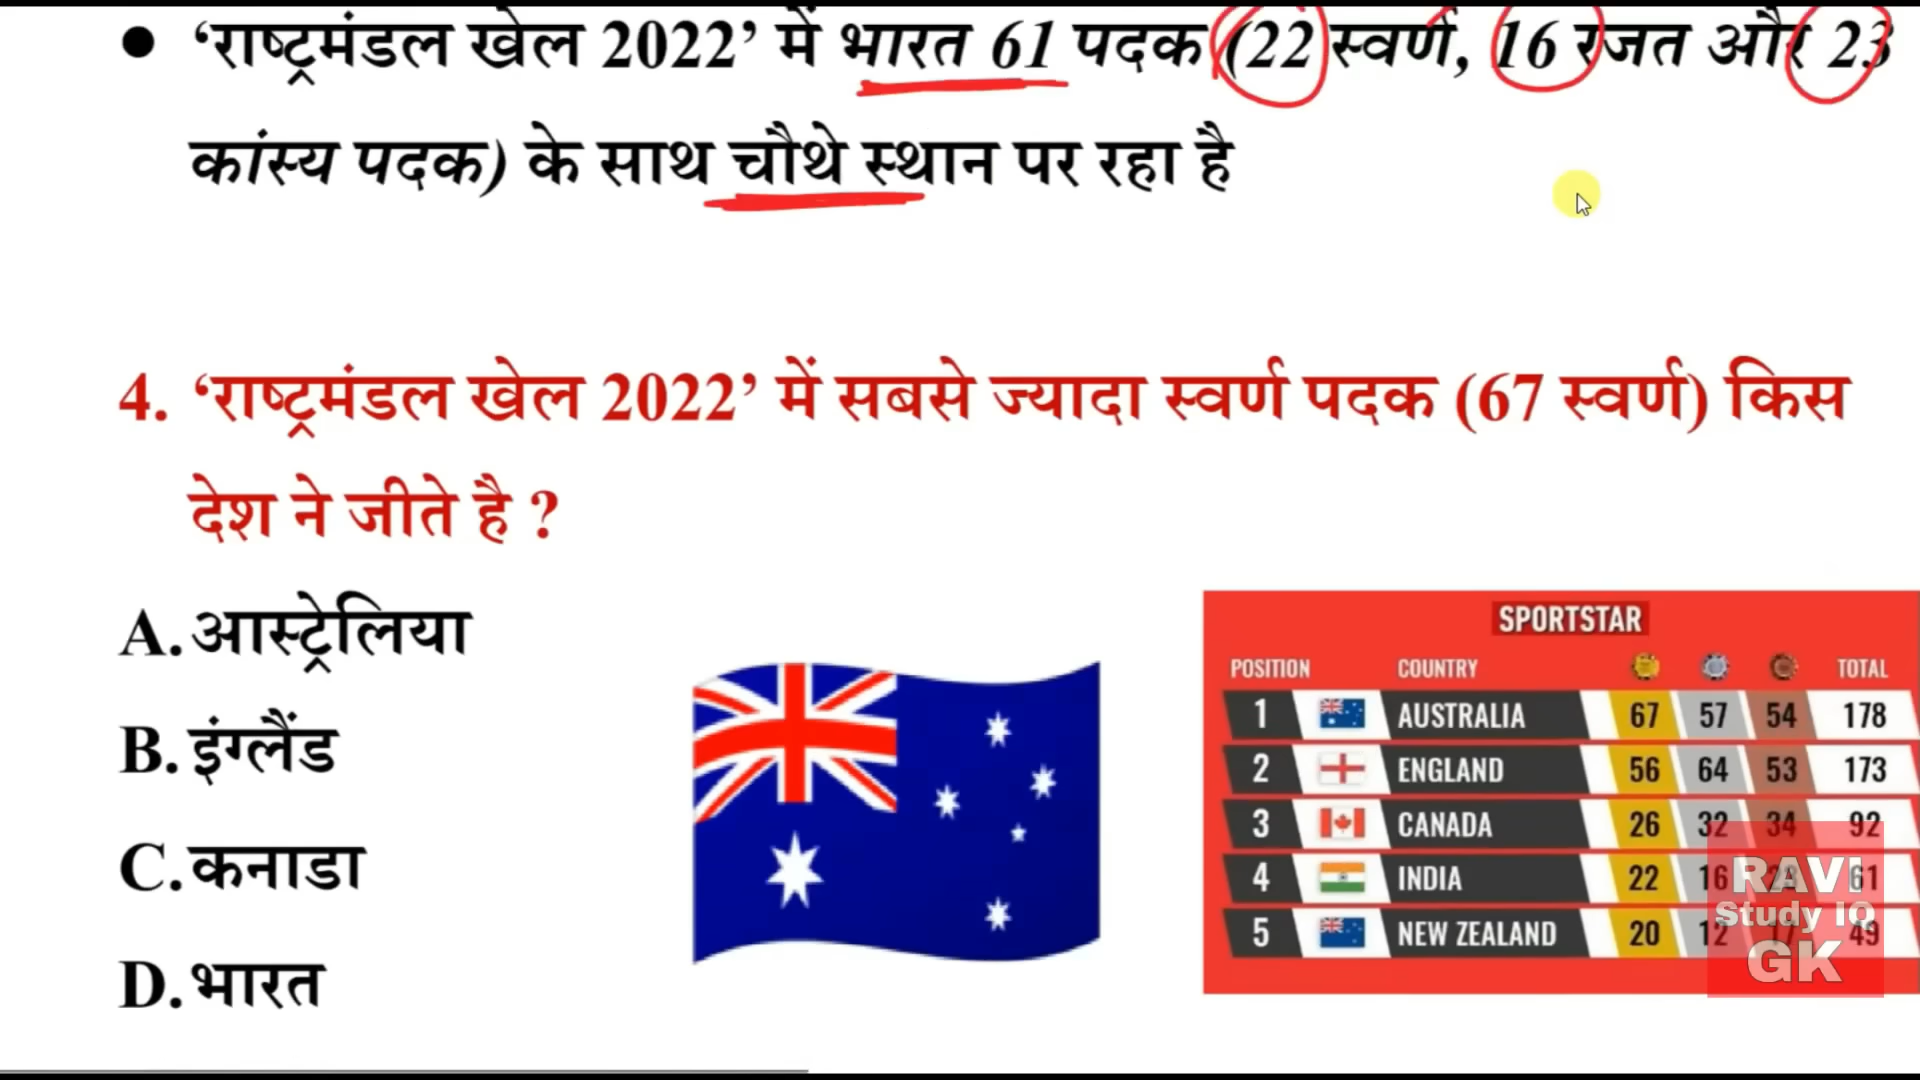 ● ‘राष्ट्रमंडल खेल 2022’ में भारत 61 पदक (22 स्वर्ण, 16 रजत और 23
कांस्य पदक) के साथ चौथे स्थान पर रहा है
4. ‘राष्ट्रमंडल खेल 2022’ में सबसे ज्यादा स्वर्ण पदक (67 स्वर्ण) किस
देश ने जीते है ?
A. आस्ट्रेलिया
B. इंग्लैंड
C. कनाडा
D. भारत
SPORTSTAR
POSITION COUNTRY TOTAL
1 AUSTRALIA 67 57 54 178
2 ENGLAND 56 64 53 173
3 CANADA 26 32 34 92
4 INDIA 22 16 23 61
5 NEW ZEALAND 20 12 17 49
RAVI
Study IQ
GK